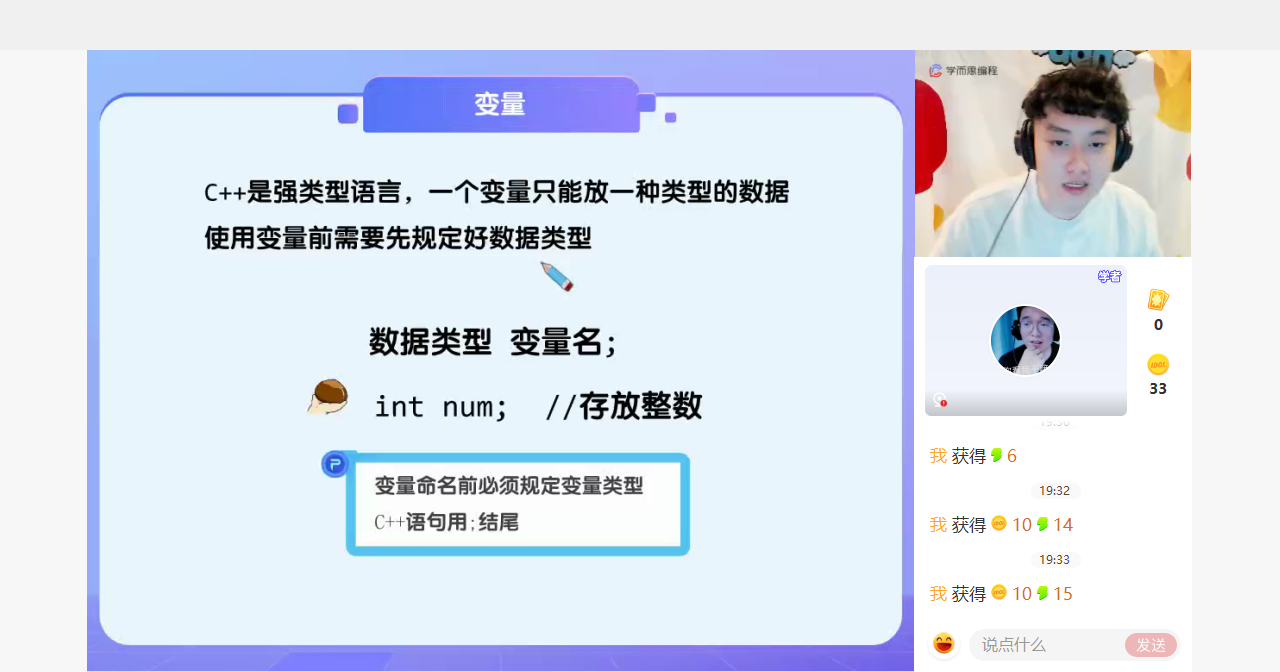 变量
C++是强类型语言，一个变量只能放一种类型的数据
使用变量前需要先规定好数据类型
数据类型 变量名;
int num; //存放整数
变量命名前必须规定变量类型
C++语句用;结尾
学而思编程
学者
0
33
19:30
我 获得 6
19:32
我 获得 10 14
19:33
我 获得 10 15
说点什么
发送